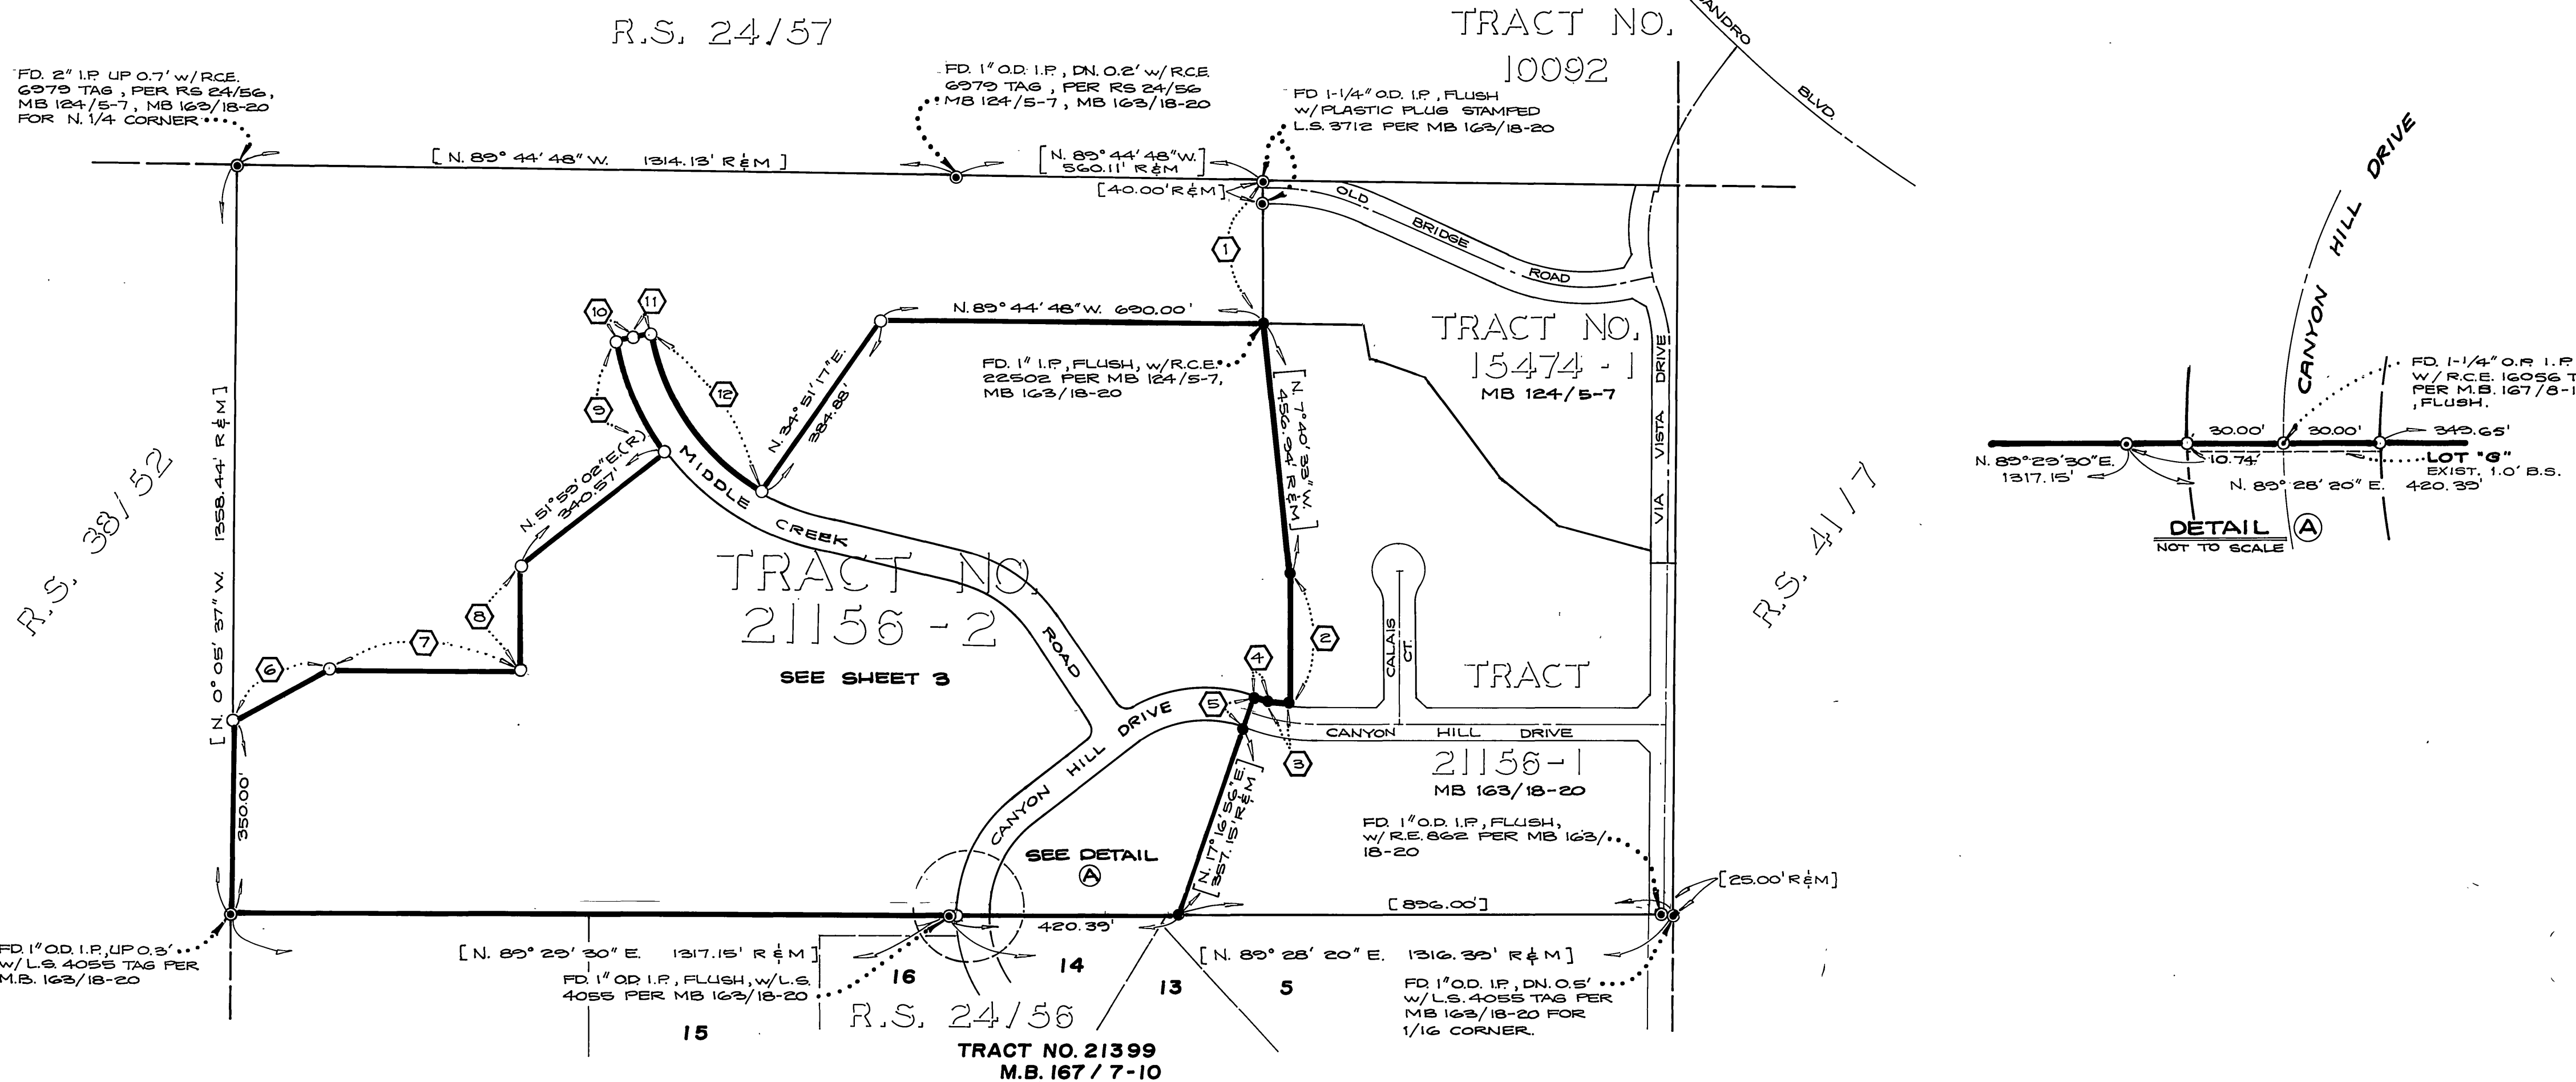 R.S. 24/57
TRACT NO.
10092
BLVD.
FD. 2" I.P. UP 0.7' w/ R.C.E.
6979 TAG , PER RS 24/56,
MB 124/5-7 , MB 163/18-20
FOR N. 1/4 CORNER
FD. 1" O.D. I.P. , DN. 0.2' w/ R.C.E.
6979 TAG , PER RS 24/56
MB 124/5-7 , MB 163/18-20
FD 1-1/4" O.D. I.P. , FLUSH
w/PLASTIC PLUG STAMPED
L.S. 3712 PER MB 163/18-20
[ N. 89° 44' 48" W. 1314.13' R & M ]
[ N. 89° 44' 48" W.
560.11' R & M ]
[40.00' R & M]
OLD BRIDGE ROAD
1
N. 89° 44' 48" W. 690.00'
10
11
12
9
N. 34° 51' 17" E.
384.88'
FD. 1" I.P., FLUSH, w/R.C.E.
22502 PER MB 124/5-7,
MB 163/18-20
[ N. 7° 40' 35" W.
456.94' R & M ]
TRACT NO.
15474 - 1
MB 124/5-7
VIA VISTA DRIVE
R.S. 38/52
[ N. 0° 05' 37" W. 1358.44' R & M ]
N. 51° 59' 02" E. (R)
340.57'
MIDDLE CREEK ROAD
TRACT NO.
21156 - 2
SEE SHEET 3
8
7
6
350.00'
2
4
5
3
CALAIS
CT.
TRACT
CANYON HILL DRIVE
21156-1
MB 163/18-20
R.S. 41/7
CANYON HILL DRIVE
[ N. 17° 16' 56" E.
357.15' R & M ]
SEE DETAIL
A
FD. 1" O.D. I.P., FLUSH,
w/ R.E. 862 PER MB 163/
18-20
[25.00' R & M]
420.39'
[ 896.00' ]
FD. 1" O.D. I.P., UP 0.3'
w/ L.S. 4055 TAG PER
M.B. 163/18-20
[ N. 89° 29' 30" E. 1317.15' R & M ]
FD. 1" O.D. I.P., FLUSH, w/ L.S.
4055 PER MB 163/18-20
[ N. 89° 28' 20" E. 1316.39' R & M ]
16
14
13
5
15
FD. 1" O.D. I.P., DN. 0.5'
w/ L.S. 4055 TAG PER
MB 163/18-20 FOR
1/16 CORNER.
R.S. 24/56
TRACT NO. 21399
M.B. 167 / 7-10
CANYON HILL DRIVE
FD. 1-1/4" O.P. I.P.
W/ R.C.E. 16056
PER M.B. 167/8-1
, FLUSH.
30.00' 30.00' 349.65'
N. 89° 29' 30" E.
1317.15'
10.74'
LOT "G"
EXIST. 1.0' B.S.
N. 89° 28' 20" E. 420.39'
DETAIL A
NOT TO SCALE